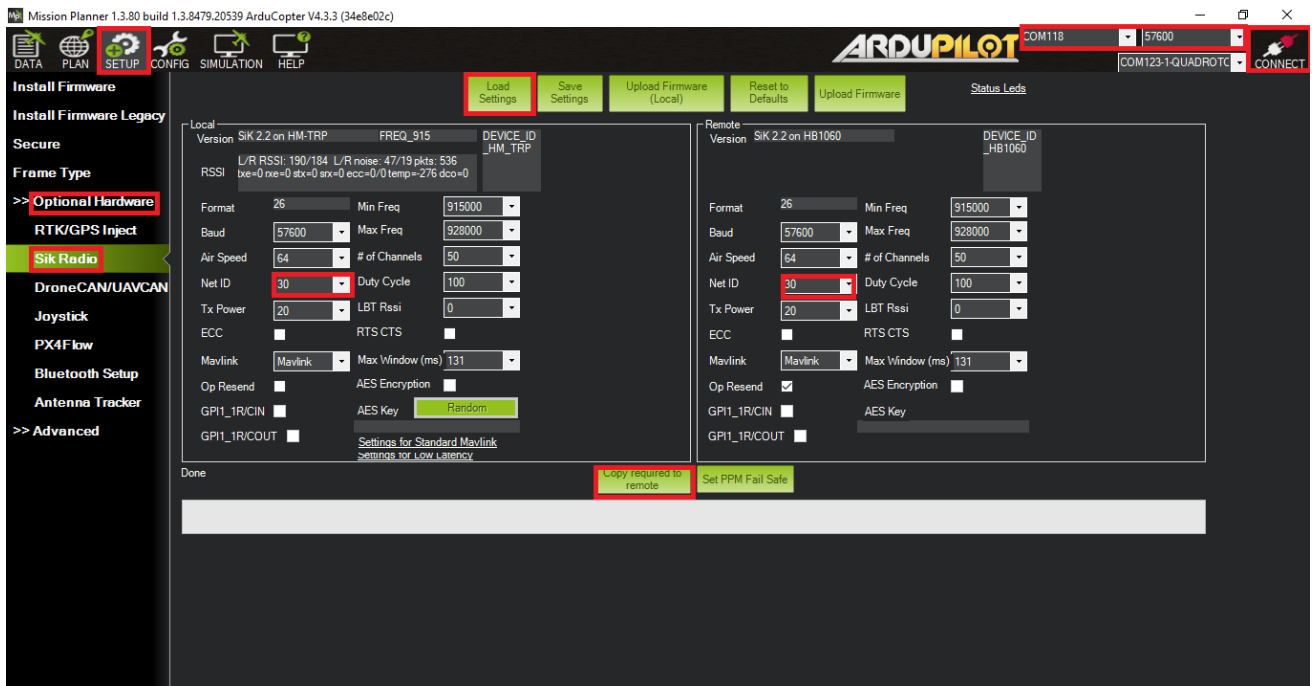 Mission Planner 1.3.80 build 1.3.8479.20539 ArduCopter V4.3.3 (34e8e02c)
DATA PLAN SETUP CONFIG SIMULATION HELP
ARDUPILOT
COM118 57600
COM123-1-QUADROTC
CONNECT
Install Firmware
Install Firmware Legacy
Secure
Frame Type
>> Optional Hardware
RTK/GPS Inject
Sik Radio
DroneCAN/UAVCAN
Joystick
PX4Flow
Bluetooth Setup
Antenna Tracker
>> Advanced
Load Settings
Save Settings
Upload Firmware (Local)
Reset to Defaults
Upload Firmware
Status Leds
Local
Version SiK 2.2 on HM-TRP FREQ_915 DEVICE_ID_HM_TRP
RSSI L/R RSSI: 190/184 L/R noise: 47/19 pkts: 536
txe=0 rxe=0 stx=0 srx=0 ecc=0/0 temp=-276 dco=0
Format 26 Min Freq 915000
Baud 57600 Max Freq 928000
Air Speed 64 # of Channels 50
Net ID 30 Duty Cycle 100
Tx Power 20 LBT Rssi 0
ECC RTS CTS
Mavlink Mavlink Max Window (ms) 131
Op Resend AES Encryption
GPI1_1R/CIN AES Key Random
GPI1_1R/COUT
Settings for Standard Mavlink
Settings for Low Latency
Remote
Version SiK 2.2 on HB1060 DEVICE_ID_HB1060
Format 26 Min Freq 915000
Baud 57600 Max Freq 928000
Air Speed 64 # of Channels 50
Net ID 30 Duty Cycle 100
Tx Power 20 LBT Rssi 0
ECC RTS CTS
Mavlink Mavlink Max Window (ms) 131
Op Resend AES Encryption
GPI1_1R/CIN AES Key
GPI1_1R/COUT
Done
Copy required to remote
Set PPM Fail Safe